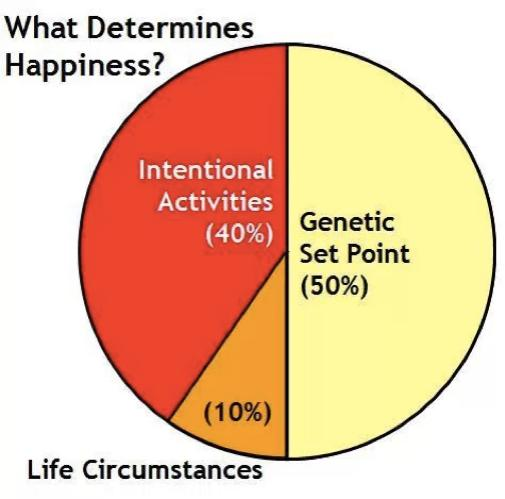 What Determines
Happiness?
Intentional
Activities
(40%)
Genetic
Set Point
(50%)
(10%)
Life Circumstances